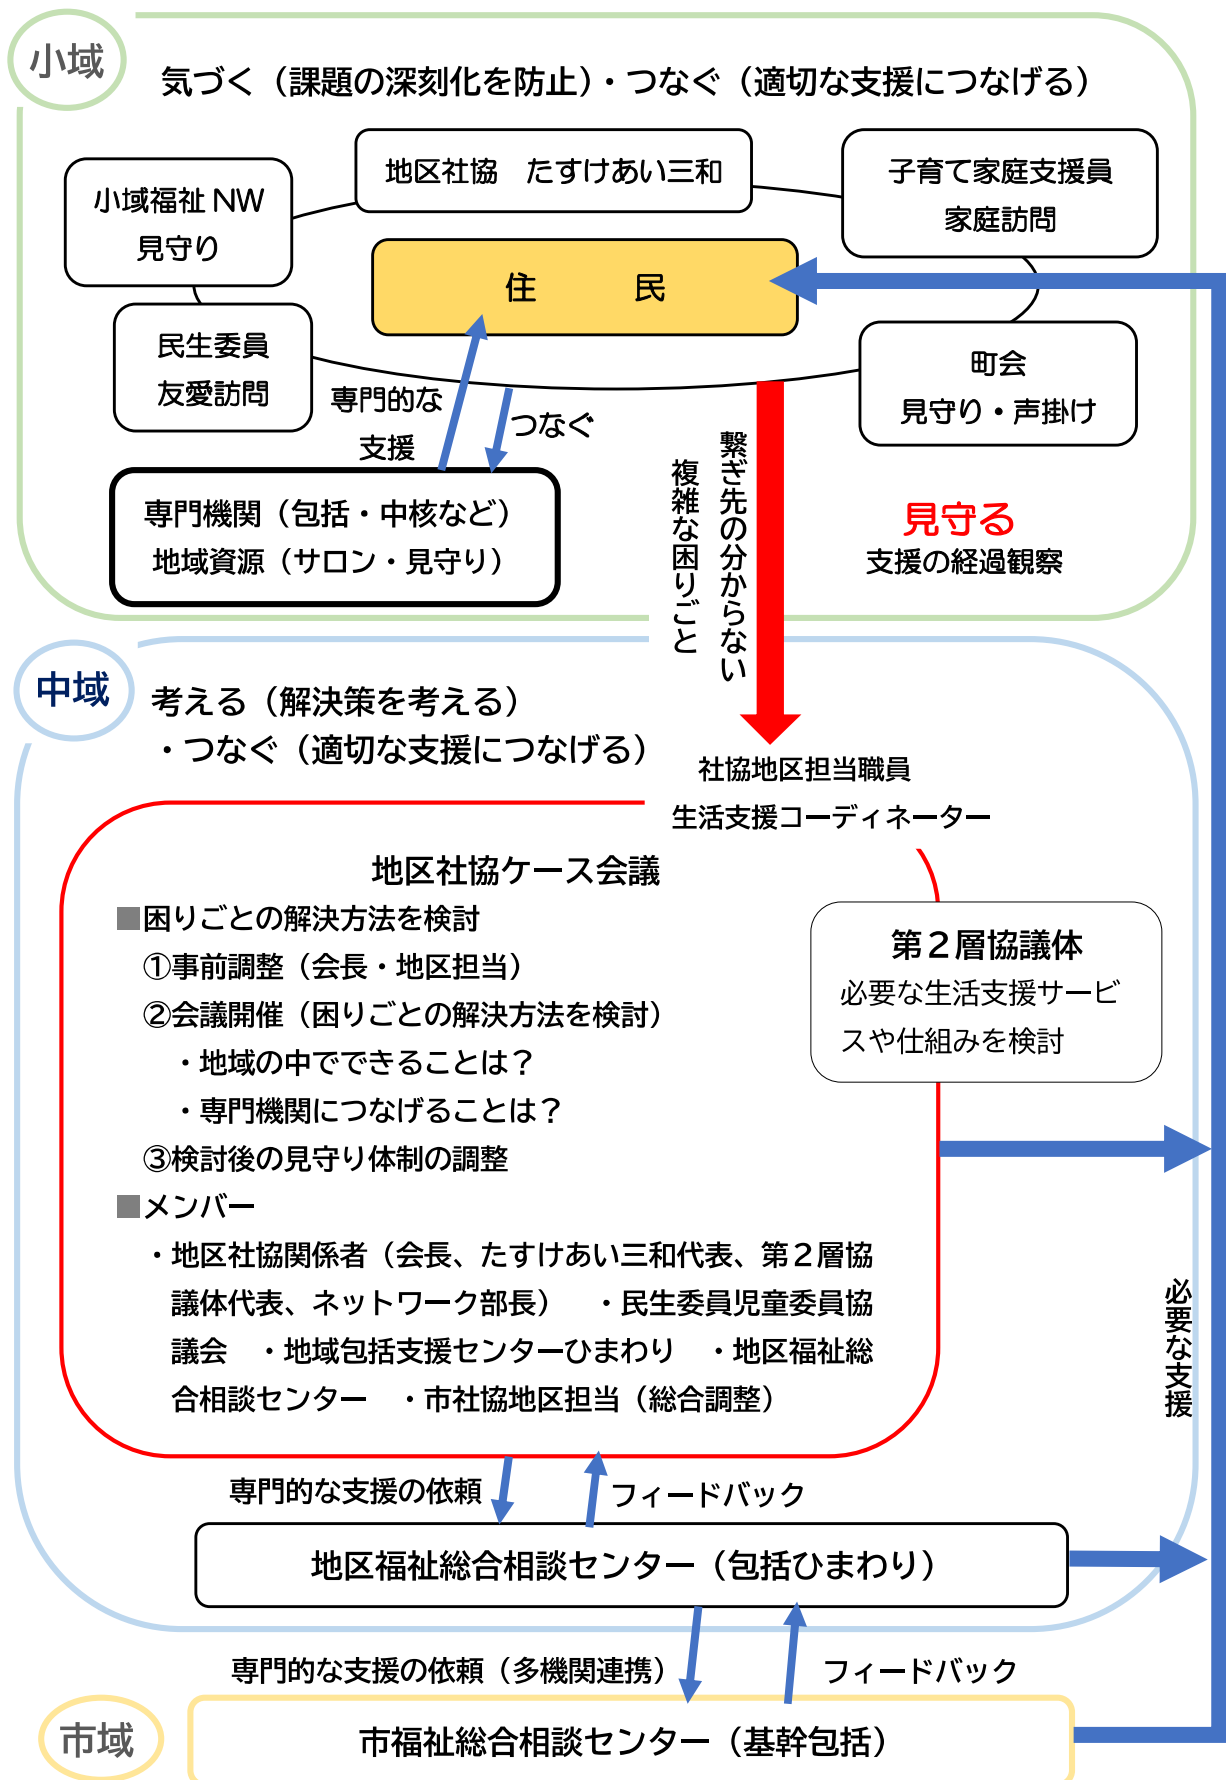 小域
気づく（課題の深刻化を防止）・つなぐ（適切な支援につなげる）
地区社協　たすけあい三和
子育て家庭支援員
家庭訪問
小域福祉 NW
見守り
住　　　民
民生委員
友愛訪問
町会
見守り・声掛け
専門的な
支援
つなぐ
専門機関（包括・中核など）
地域資源（サロン・見守り）
繋ぎ先の分からない
複雑な困りごと
見守る
支援の経過観察
中域
考える（解決策を考える）
・つなぐ（適切な支援につなげる）
社協地区担当職員
生活支援コーディネーター
地区社協ケース会議
■困りごとの解決方法を検討
①事前調整（会長・地区担当）
②会議開催（困りごとの解決方法を検討）
・地域の中でできることは？
・専門機関につなげることは？
③検討後の見守り体制の調整
■メンバー
・地区社協関係者（会長、たすけあい三和代表、第２層協
議体代表、ネットワーク部長）　・民生委員児童委員協
議会　・地域包括支援センターひまわり　・地区福祉総
合相談センター　・市社協地区担当（総合調整）
第２層協議体
必要な生活支援サービ
スや仕組みを検討
必要な支援
専門的な支援の依頼
フィードバック
地区福祉総合相談センター（包括ひまわり）
専門的な支援の依頼（多機関連携）
フィードバック
市域
市福祉総合相談センター（基幹包括）